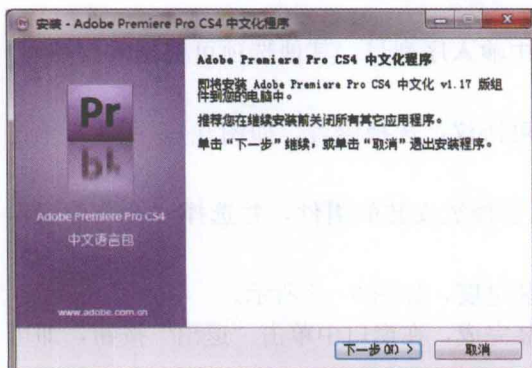 安装 - Adobe Premiere Pro CS4 中文化程序
Adobe Premiere Pro CS4 中文化程序
即将安装 Adobe Premiere Pro CS4 中文化 v1.17 版组
件到您的电脑中。
推荐您在继续安装前关闭所有其它应用程序。
单击“下一步”继续，或单击“取消”退出安装程序。
Pr
Adobe Premiere Pro CS4
中文语言包
www.adobe.com.cn
下一步(N) >
取消